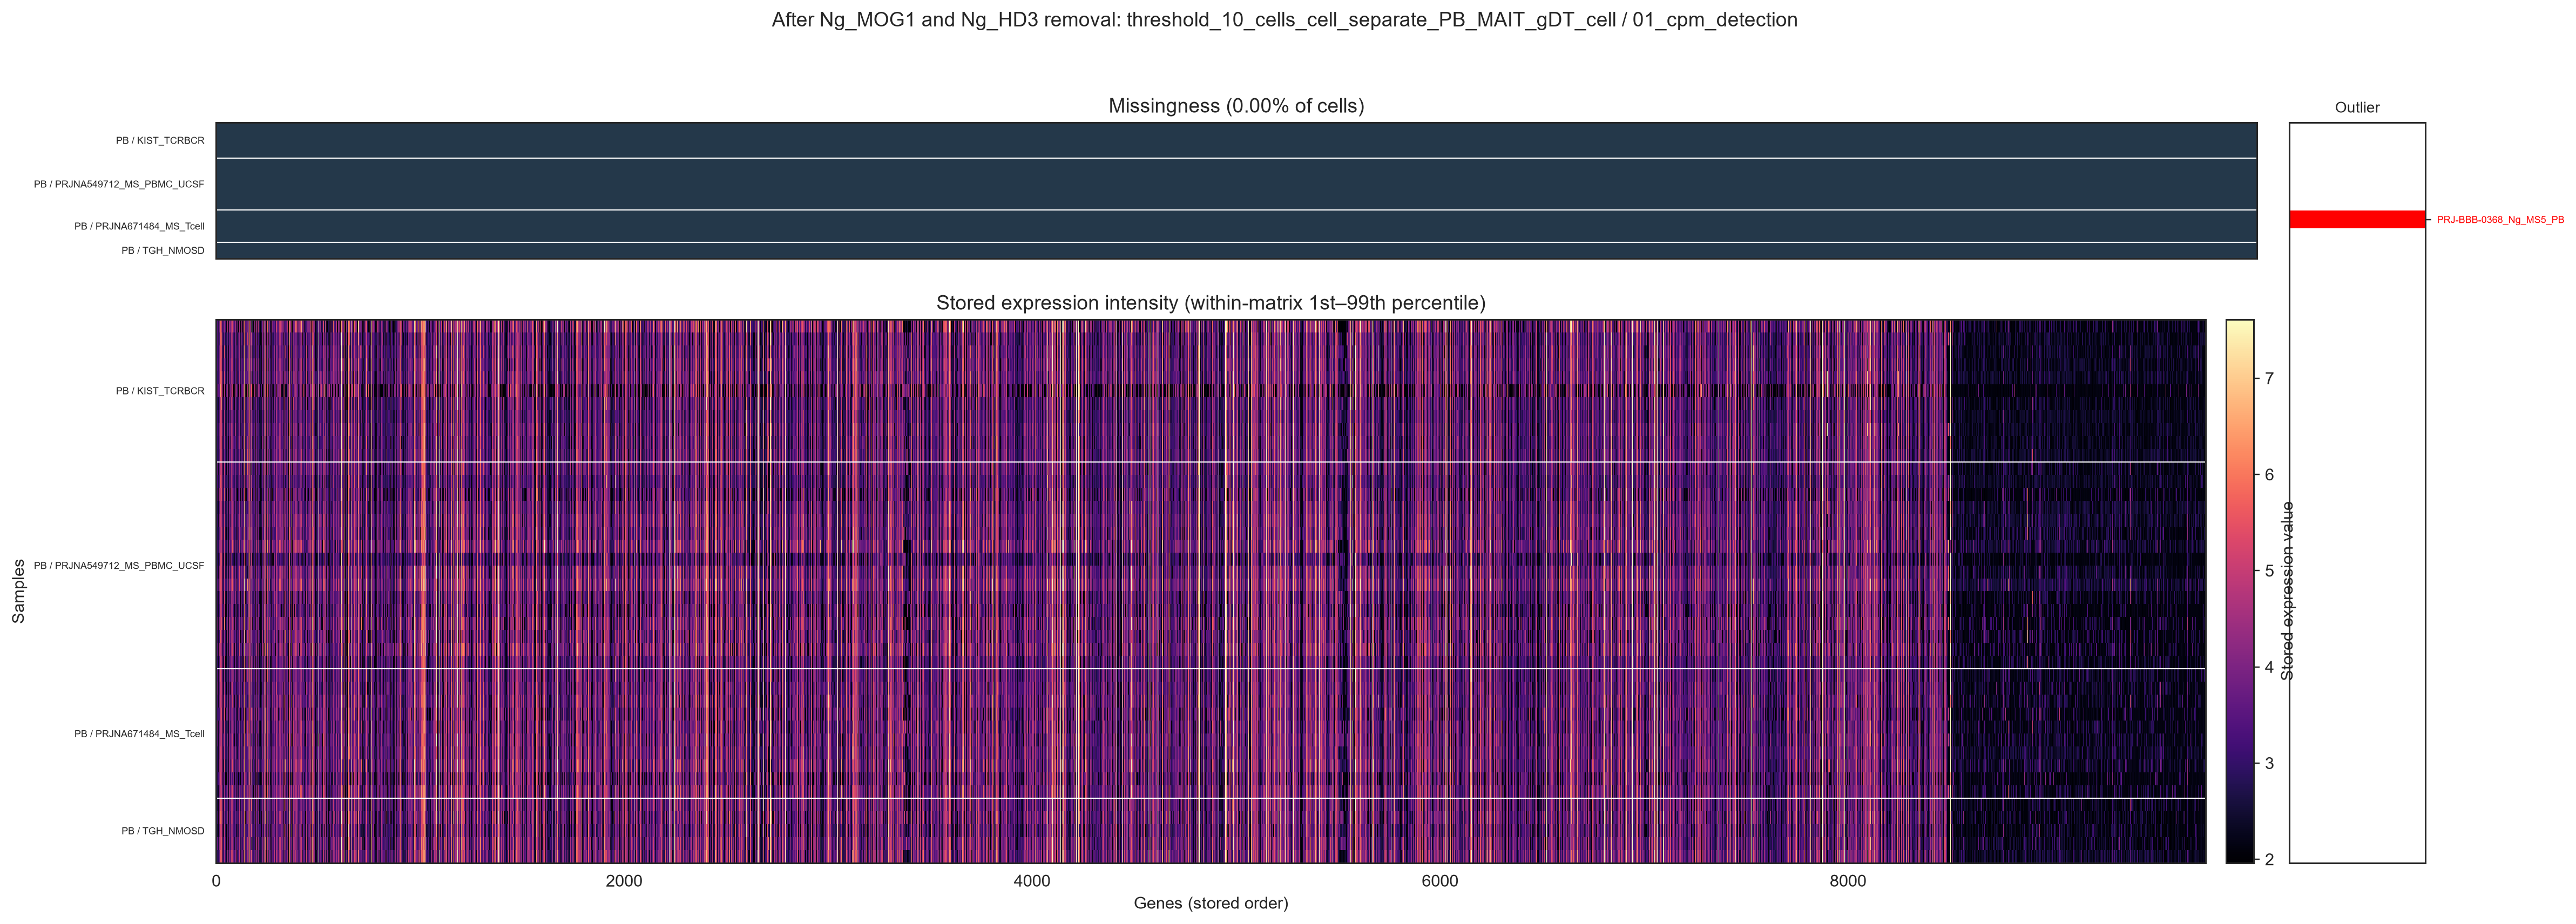 After Ng_MOG1 and Ng_HD3 removal: threshold_10_cells_cell_separate_PB_MAIT_gDT_cell / 01_cpm_detection
Missingness (0.00% of cells)
Outlier
PB / KIST_TCRBCR
PB / PRJNA549712_MS_PBMC_UCSF
PB / PRJNA671484_MS_Tcell
PB / TGH_NMOSD
PRJ-BBB-0368_Ng_MS5_PB
Stored expression intensity (within-matrix 1st–99th percentile)
Samples
PB / KIST_TCRBCR
PB / PRJNA549712_MS_PBMC_UCSF
PB / PRJNA671484_MS_Tcell
PB / TGH_NMOSD
7
6
5
4
3
2
Stored expression value
0
2000
4000
6000
8000
Genes (stored order)